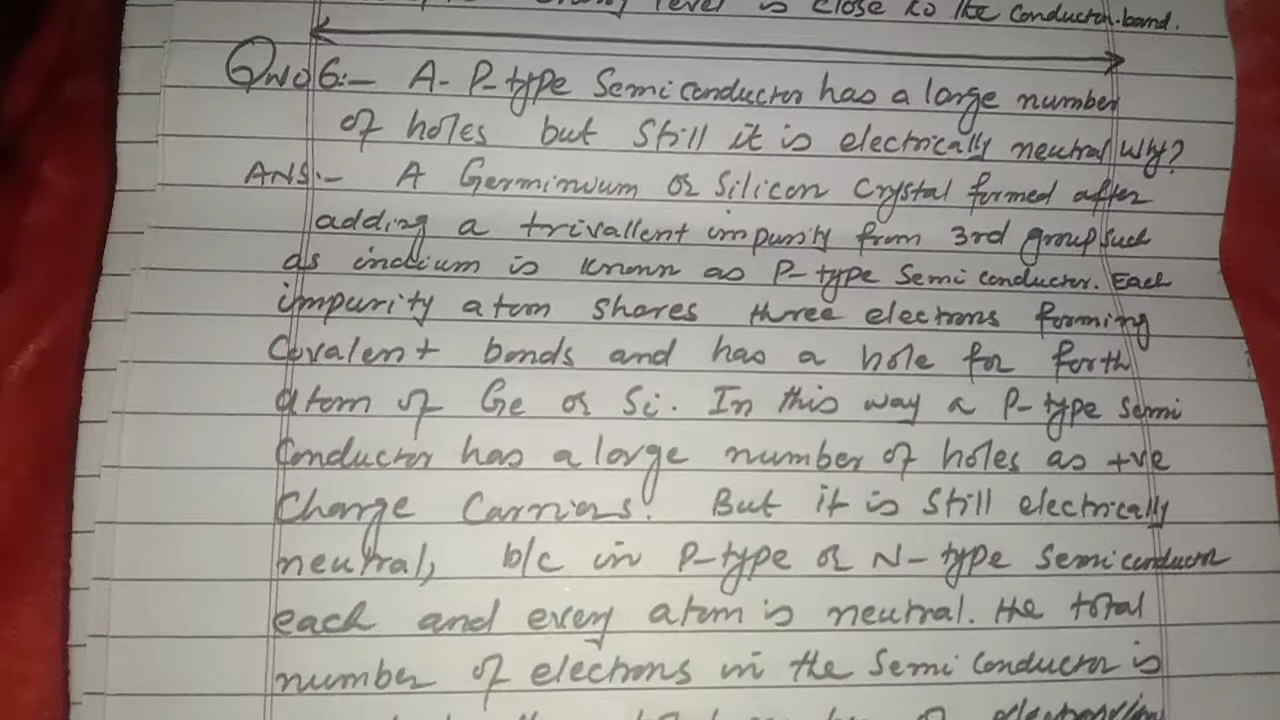 level is close to the conductor-band.
QNO6:- A- P-type Semiconductor has a large number
of holes but still it is electrically neutral why?
ANS:- A Germinium or Silicon Crystal formed after
adding a trivallent impurity from 3rd group such
as indium is known as P-type Semiconductor. Each
impurity atom shares three electrons forming
Covalent bonds and has a hole for forth
atom of Ge or Si. In this way a P-type semi
Conductor has a large number of holes as +ve
Charge Carriers. But it is still electrically
neutral, b/c in P-type or N-type semiconductor
each and every atom is neutral. The total
number of electrons in the Semiconductor is